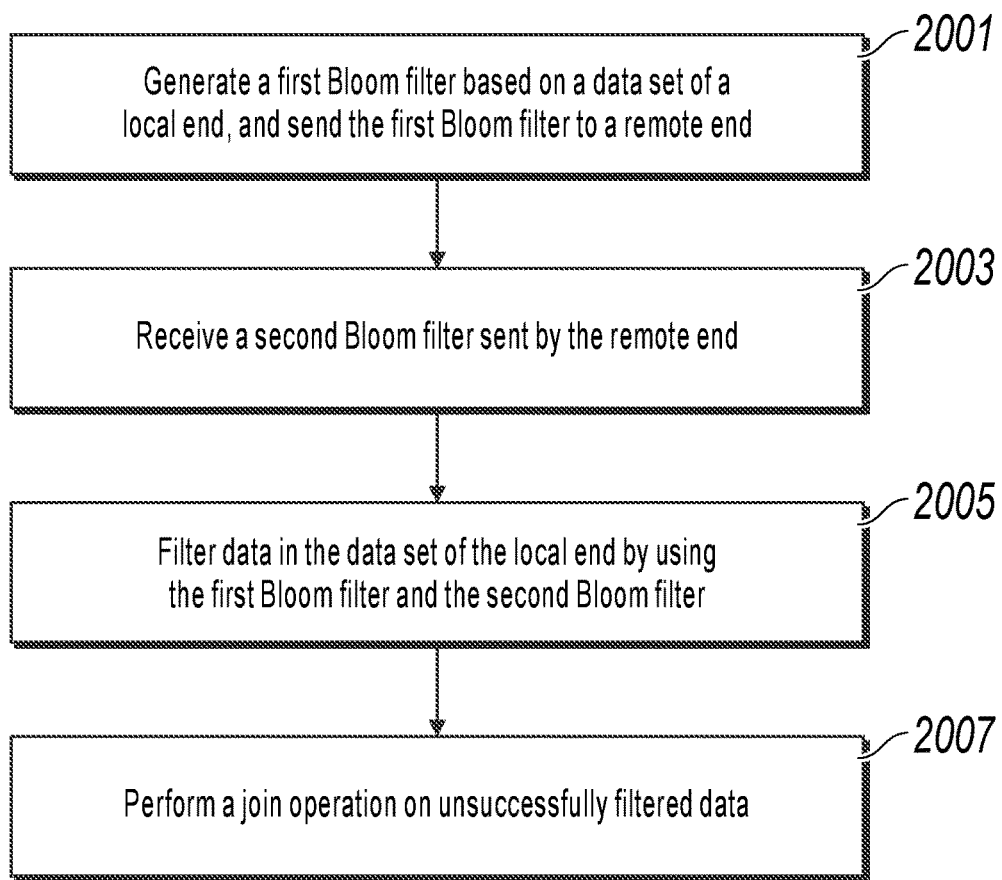 2001
Generate a first Bloom filter based on a data set of a
local end, and send the first Bloom filter to a remote end
2003
Receive a second Bloom filter sent by the remote end
2005
Filter data in the data set of the local end by using
the first Bloom filter and the second Bloom filter
2007
Perform a join operation on unsuccessfully filtered data